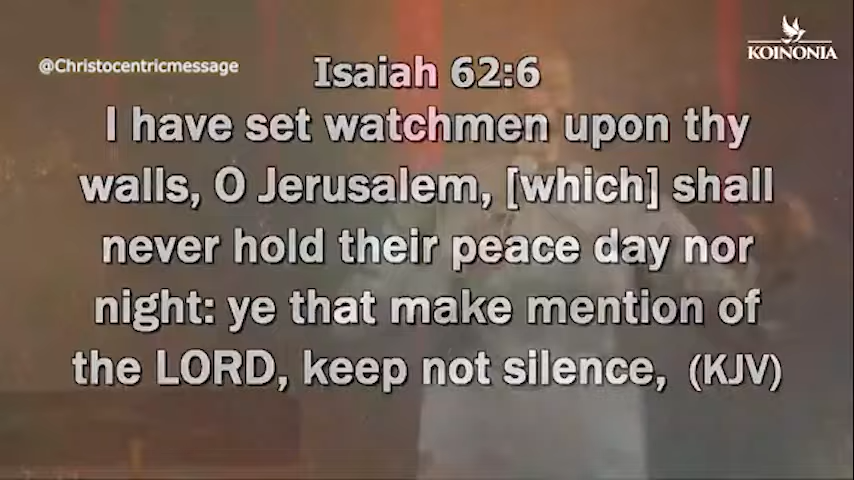 KOINONIA
@Christocentricmessage
Isaiah 62:6
I have set watchmen upon thy
walls, O Jerusalem, [which] shall
never hold their peace day nor
night: ye that make mention of
the LORD, keep not silence, (KJV)